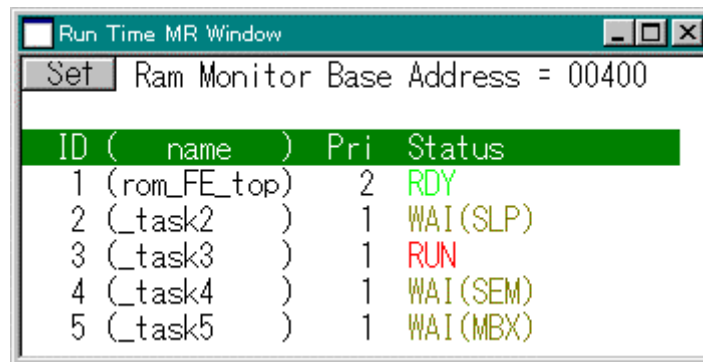 Run Time MR Window
Set Ram Monitor Base Address = 00400
ID ( name ) Pri Status
1 (rom_FE_top) 2 RDY
2 (_task2 ) 1 WAI(SLP)
3 (_task3 ) 1 RUN
4 (_task4 ) 1 WAI(SEM)
5 (_task5 ) 1 WAI(MBX)